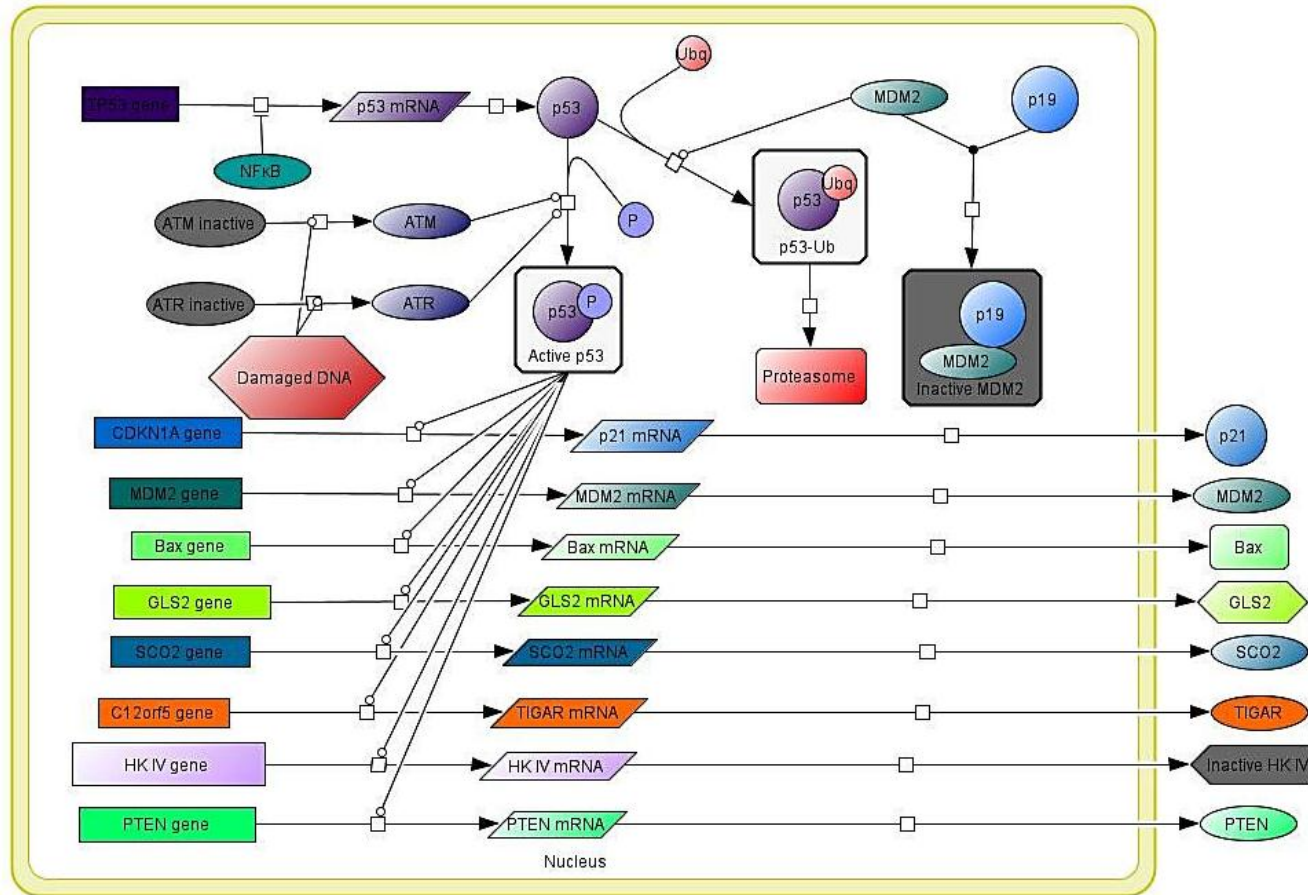 Ubq
TP53 gene
p53 mRNA
p53
MDM2
p19
NFκB
ATM inactive
ATM
P
p53
Ubq
p53-Ub
ATR inactive
ATR
p53
P
Active p53
p19
MDM2
Inactive MDM2
Damaged DNA
Proteasome
CDKN1A gene
p21 mRNA
p21
MDM2 gene
MDM2 mRNA
MDM2
Bax gene
Bax mRNA
Bax
GLS2 gene
GLS2 mRNA
GLS2
SCO2 gene
SCO2 mRNA
SCO2
C12orf5 gene
TIGAR mRNA
TIGAR
HK IV gene
HK IV mRNA
Inactive HK IV
PTEN gene
PTEN mRNA
PTEN
Nucleus